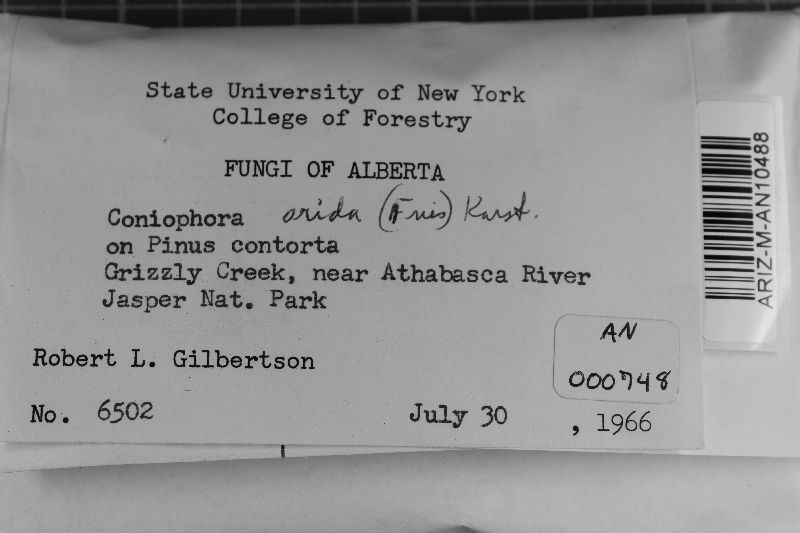 State University of New York
College of Forestry
FUNGI OF ALBERTA
Coniophora arida (Fries) Karst.
on Pinus contorta
Grizzly Creek, near Athabasca River
Jasper Nat. Park
Robert L. Gilbertson
AN
000748
No. 6502 July 30, 1966
ARIZ-M-AN10488